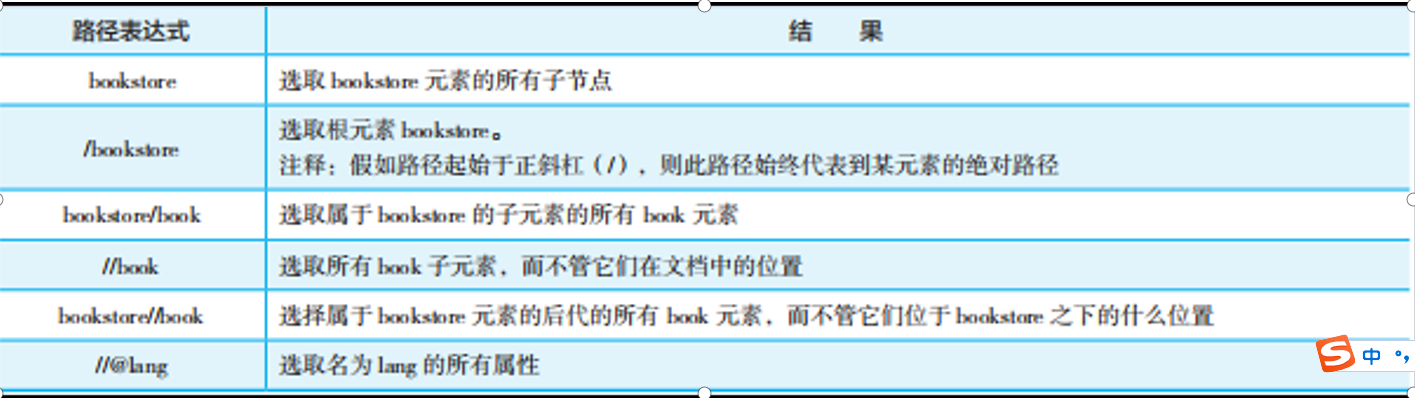 路径表达式 结 果
bookstore 选取 bookstore 元素的所有子节点
/bookstore 选取根元素 bookstore。
注释：假如路径起始于正斜杠（/），则此路径始终代表到某元素的绝对路径
bookstore/book 选取属于 bookstore 的子元素的所有 book 元素
//book 选取所有 book 子元素，而不管它们在文档中的位置
bookstore//book 选择属于 bookstore 元素的后代的所有 book 元素，而不管它们位于 bookstore 之下的什么位置
//@lang 选取名为 lang 的所有属性
S 中 °，